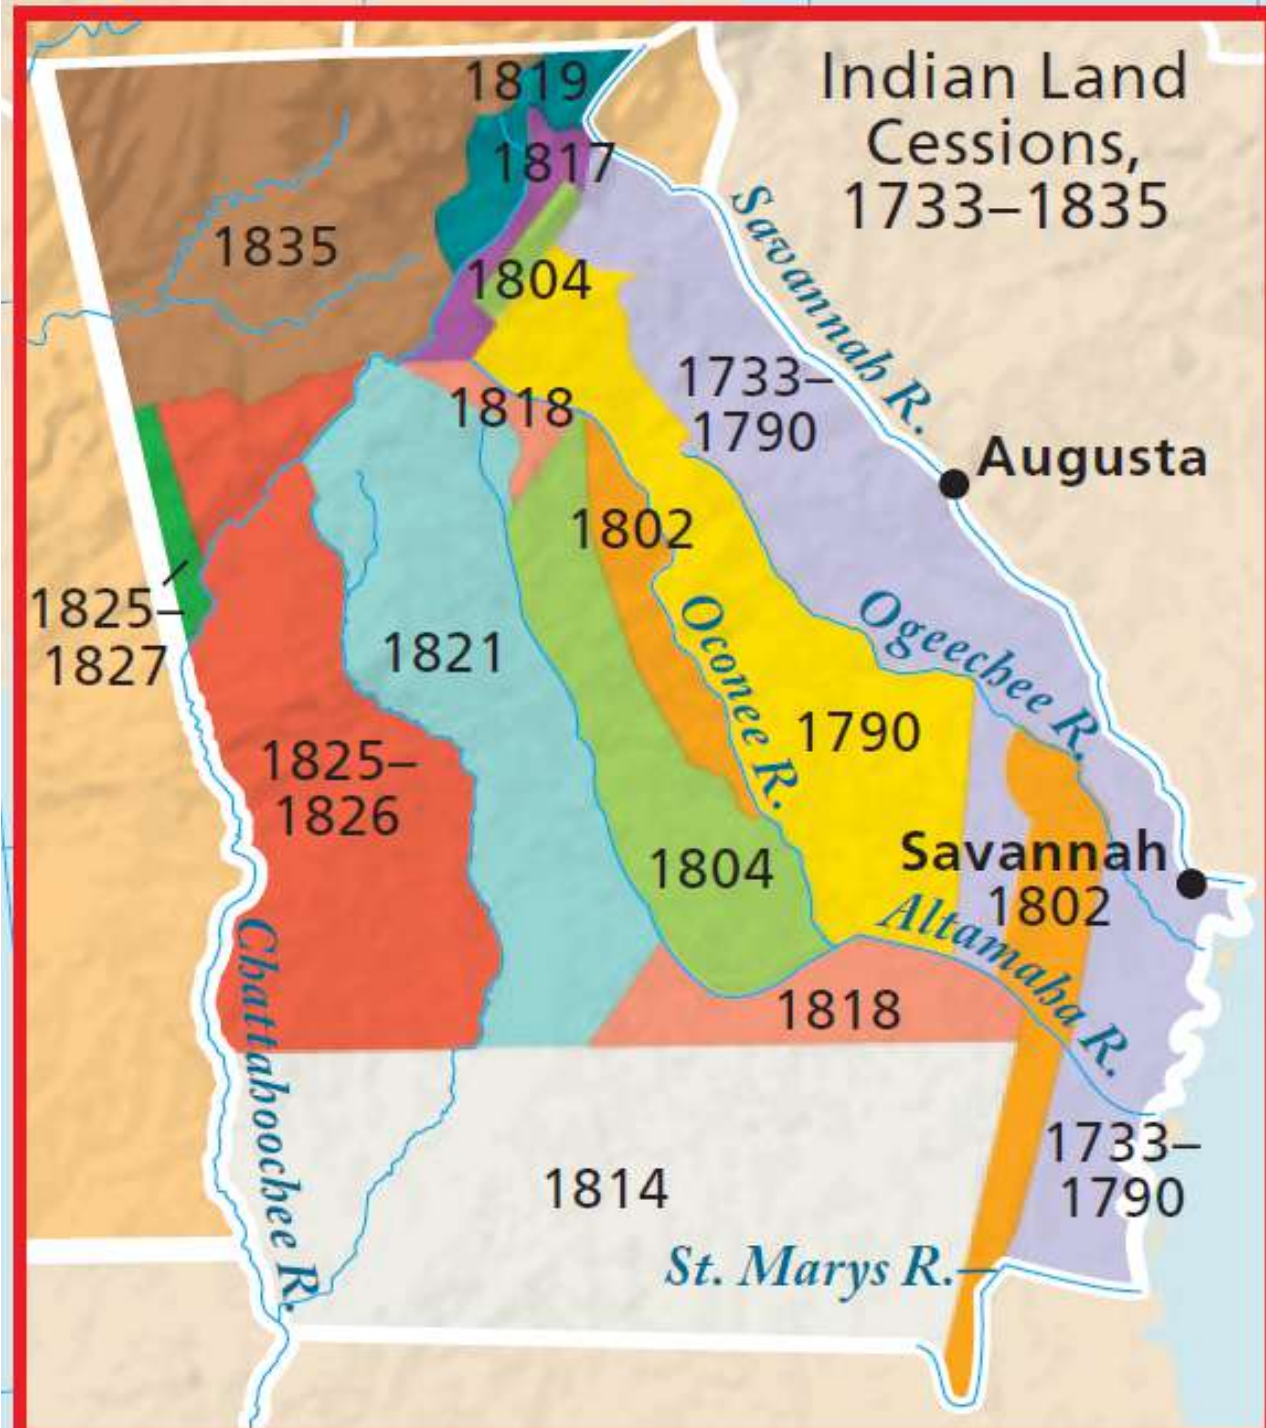 Indian Land
Cessions,
1733–1835
1819
1817
1835
1804
Savannah R.
1733–
1790
1818
Augusta
1802
1825–
1827
Oconee R.
Ogeechee R.
1821
1790
1825–
1826
1804
Savannah
1802
Altamaha R.
Chattahoochee R.
1818
1733–
1790
1814
St. Marys R.